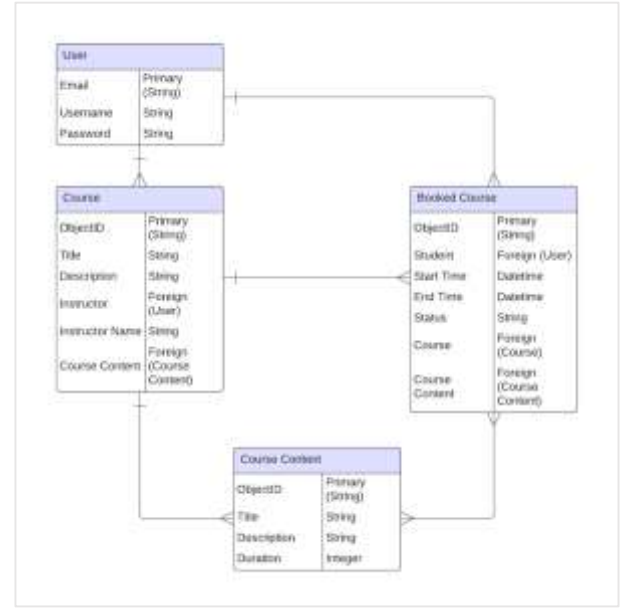 User
Email Primary
(String)
Username String
Password String
Course
ObjectID Primary
(String)
Title String
Description String
Instructor Foreign
(User)
Instructor Name String
Course Content Foreign
(Course
Content)
Booked Course
ObjectID Primary
(String)
Student Foreign (User)
Start Time Datetime
End Time Datetime
Status String
Course Foreign
(Course)
Course
Content Foreign
(Course
Content)
Course Content
ObjectID Primary
(String)
Title String
Description String
Duration Integer